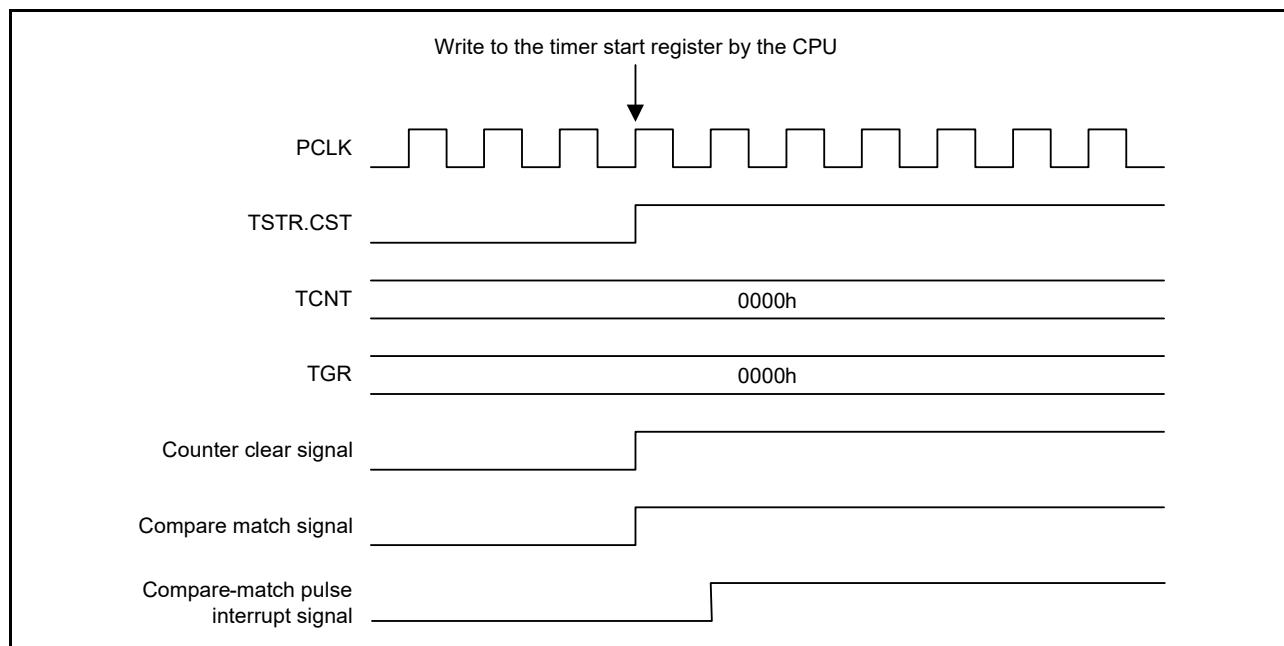 Write to the timer start register by the CPU
PCLK
TSTR.CST
TCNT
0000h
TGR
0000h
Counter clear signal
Compare match signal
Compare-match pulse
interrupt signal